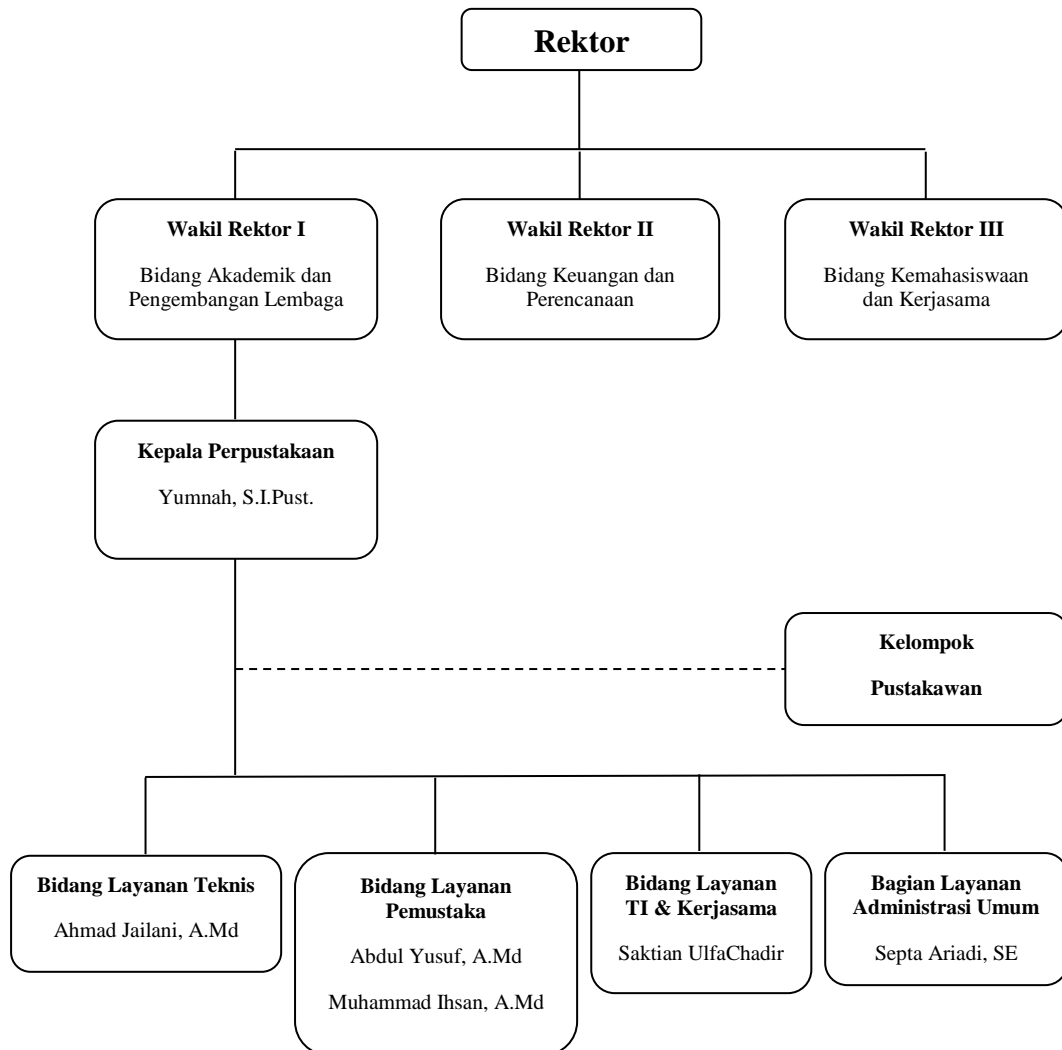 Rektor
Wakil Rektor I
Bidang Akademik dan
Pengembangan Lembaga
Wakil Rektor II
Bidang Keuangan dan
Perencanaan
Wakil Rektor III
Bidang Kemahasiswaan
dan Kerjasama
Kepala Perpustakaan
Yumnah, S.I.Pust.
Kelompok
Pustakawan
Bidang Layanan Teknis
Ahmad Jailani, A.Md
Bidang Layanan
Pemustaka
Abdul Yusuf, A.Md
Muhammad Ihsan, A.Md
Bidang Layanan
TI & Kerjasama
Saktian UlfaChadir
Bagian Layanan
Administrasi Umum
Septa Ariadi, SE